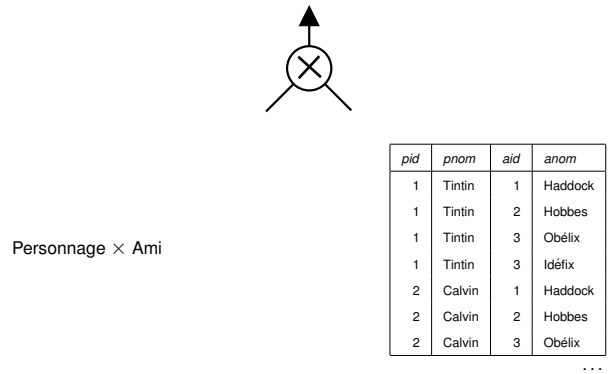 pid pnom aid anom
1 Tintin 1 Haddock
1 Tintin 2 Hobbes
1 Tintin 3 Obélix
Personnage × Ami
1 Tintin 3 Idéfix
2 Calvin 1 Haddock
2 Calvin 2 Hobbes
2 Calvin 3 Obélix
...